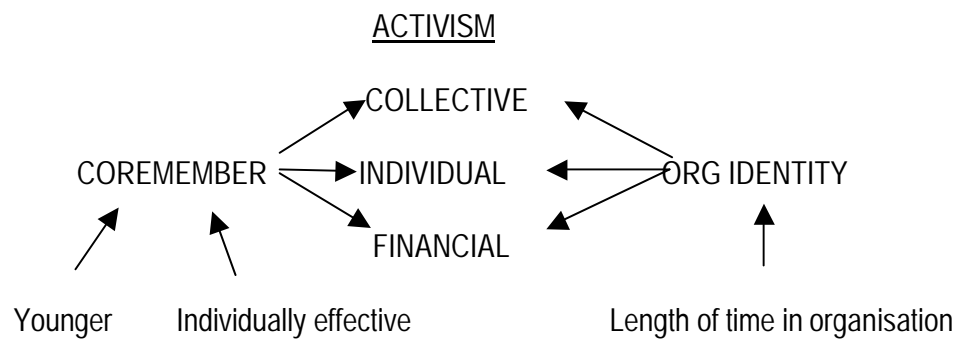 ACTIVISM
COLLECTIVE
COREMEMBER INDIVIDUAL ORG IDENTITY
FINANCIAL
Younger Individually effective Length of time in organisation